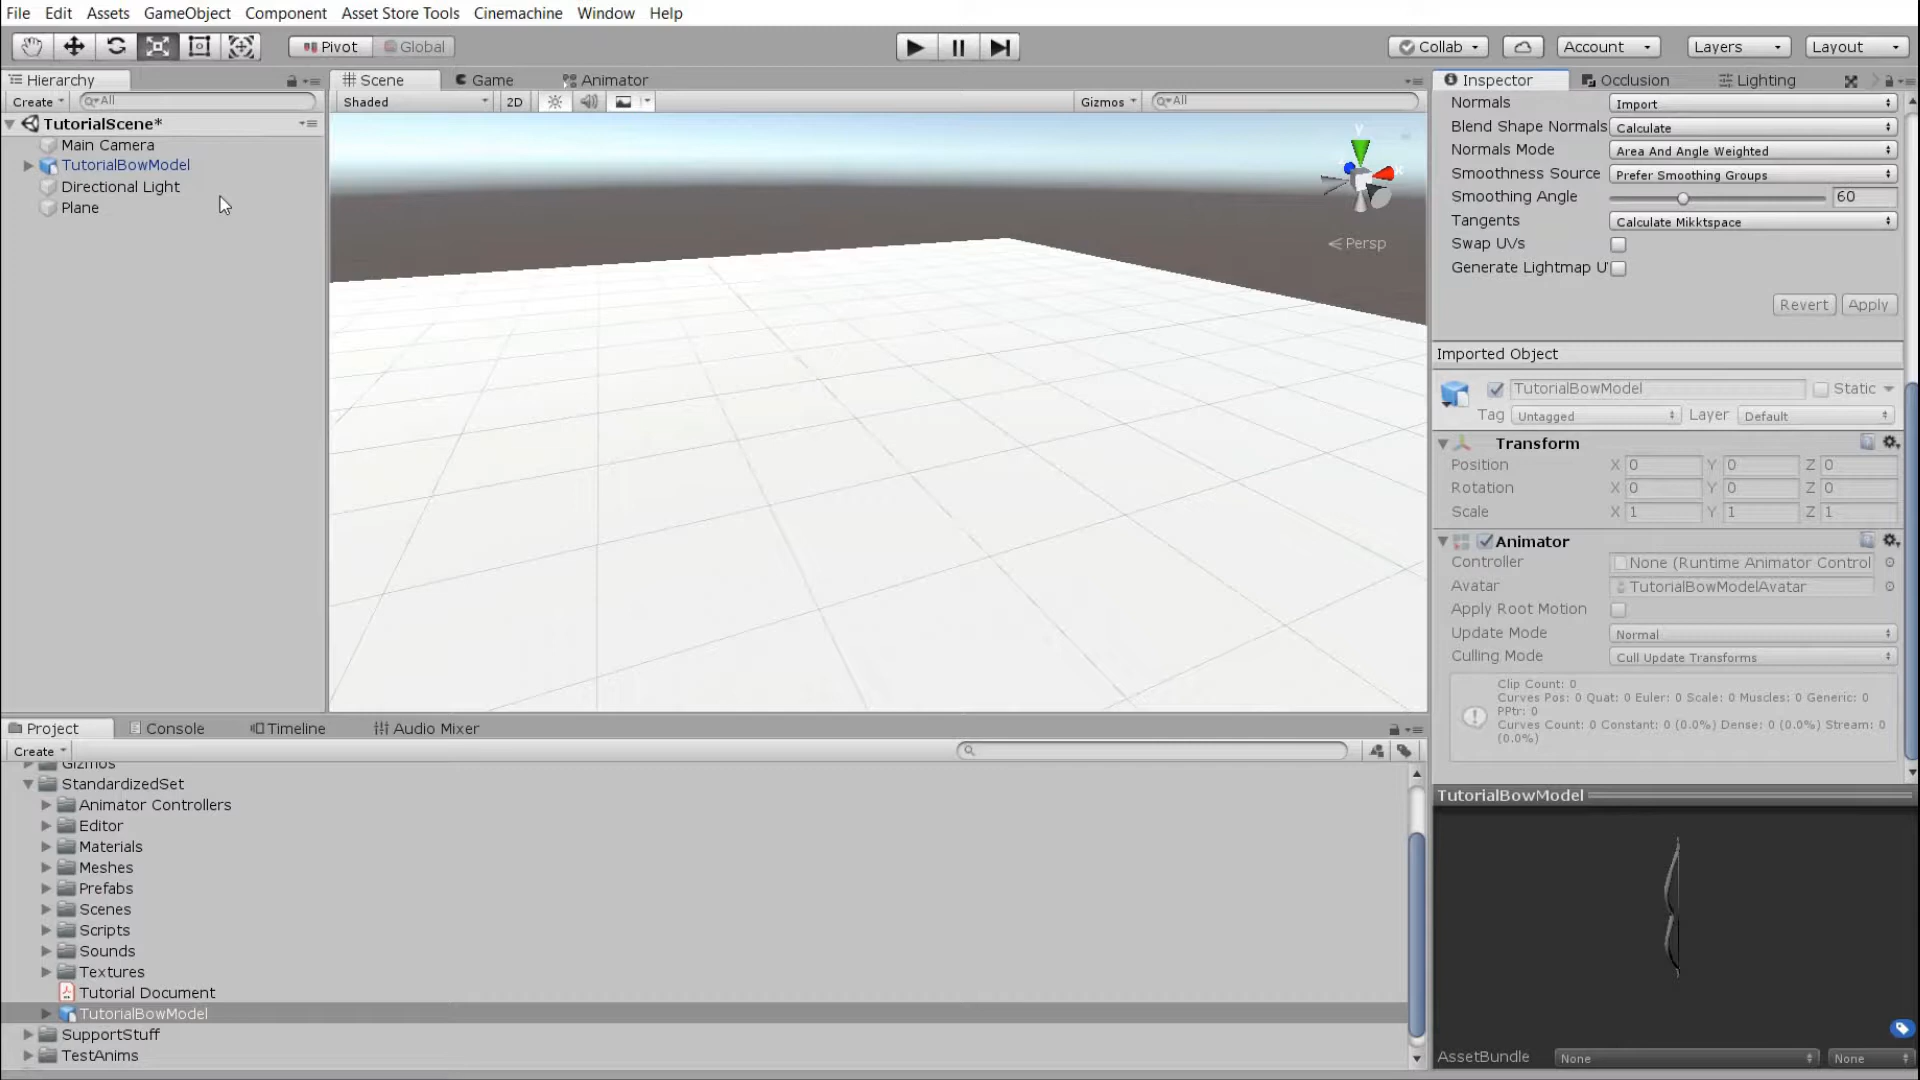 File Edit Assets GameObject Component Asset Store Tools Cinemachine Window Help
Pivot Global Collab Account Layers Layout
Hierarchy
Create All
TutorialScene*
Main Camera
TutorialBowModel
Directional Light
Plane
Scene Game Animator
Shaded 2D Gizmos All
y
x
Persp
Inspector Occlusion Lighting
Normals Import
Blend Shape Normals Calculate
Normals Mode Area And Angle Weighted
Smoothness Source Prefer Smoothing Groups
Smoothing Angle 60
Tangents Calculate Mikktspace
Swap UVs
Generate Lightmap U
Revert Apply
Imported Object
TutorialBowModel Static
Tag Untagged Layer Default
Transform
Position X 0 Y 0 Z 0
Rotation X 0 Y 0 Z 0
Scale X 1 Y 1 Z 1
Animator
Controller None (Runtime Animator Control
Avatar TutorialBowModelAvatar
Apply Root Motion
Update Mode Normal
Culling Mode Cull Update Transforms
Clip Count: 0
Curves Pos: 0 Quat: 0 Euler: 0 Scale: 0 Muscles: 0 Generic: 0
PPtr: 0
Curves Count: 0 Constant: 0 (0.0%) Dense: 0 (0.0%) Stream: 0
(0.0%)
TutorialBowModel
AssetBundle None None
Project Console Timeline Audio Mixer
Create
Gizmos
StandardizedSet
Animator Controllers
Editor
Materials
Meshes
Prefabs
Scenes
Scripts
Sounds
Textures
Tutorial Document
TutorialBowModel
SupportStuff
TestAnims